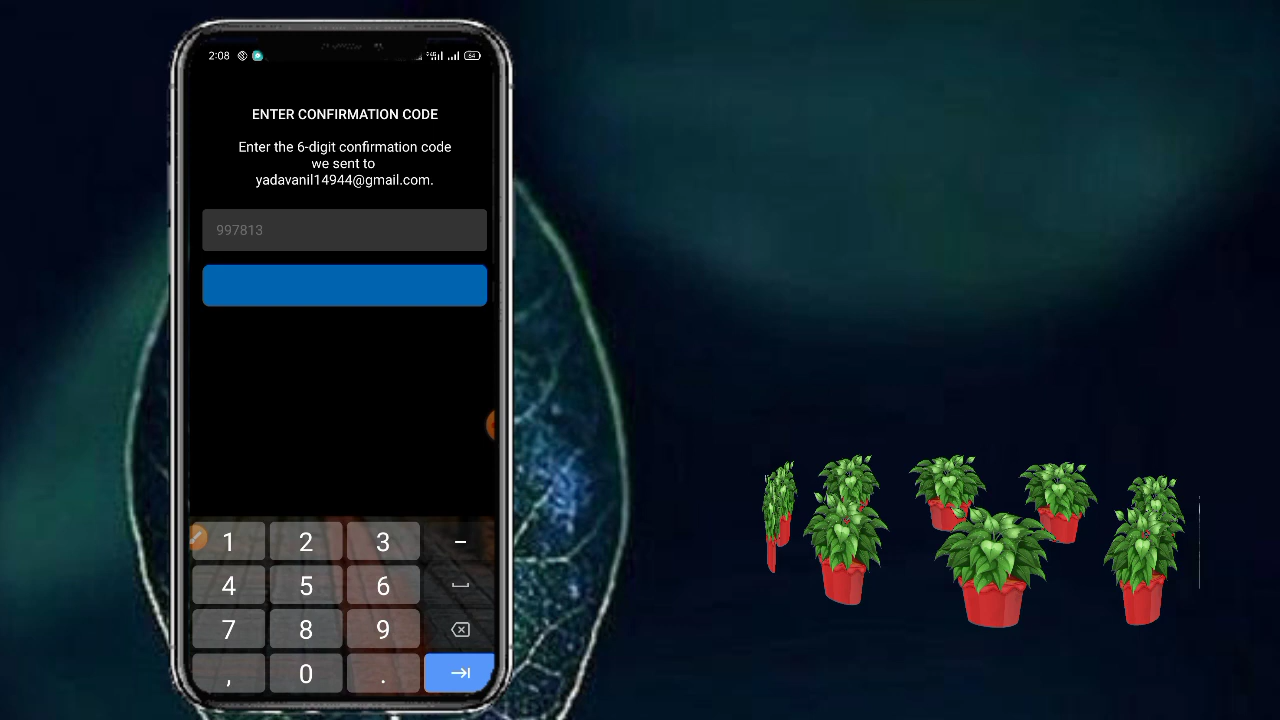 2:08
64
ENTER CONFIRMATION CODE
Enter the 6-digit confirmation code
we sent to
yadavanil14944@gmail.com.
997813
1 2 3 −
4 5 6
7 8 9
, 0 .